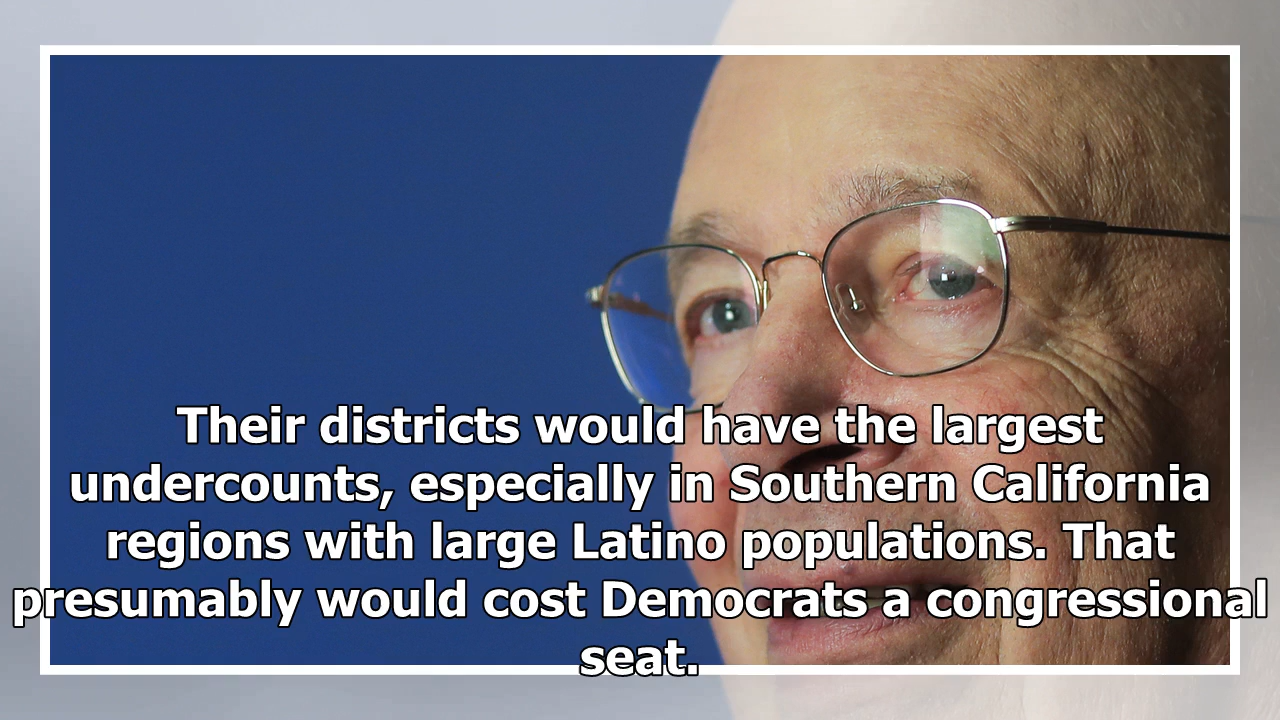 Their districts would have the largest
undercounts, especially in Southern California
regions with large Latino populations. That
presumably would cost Democrats a congressional
seat.